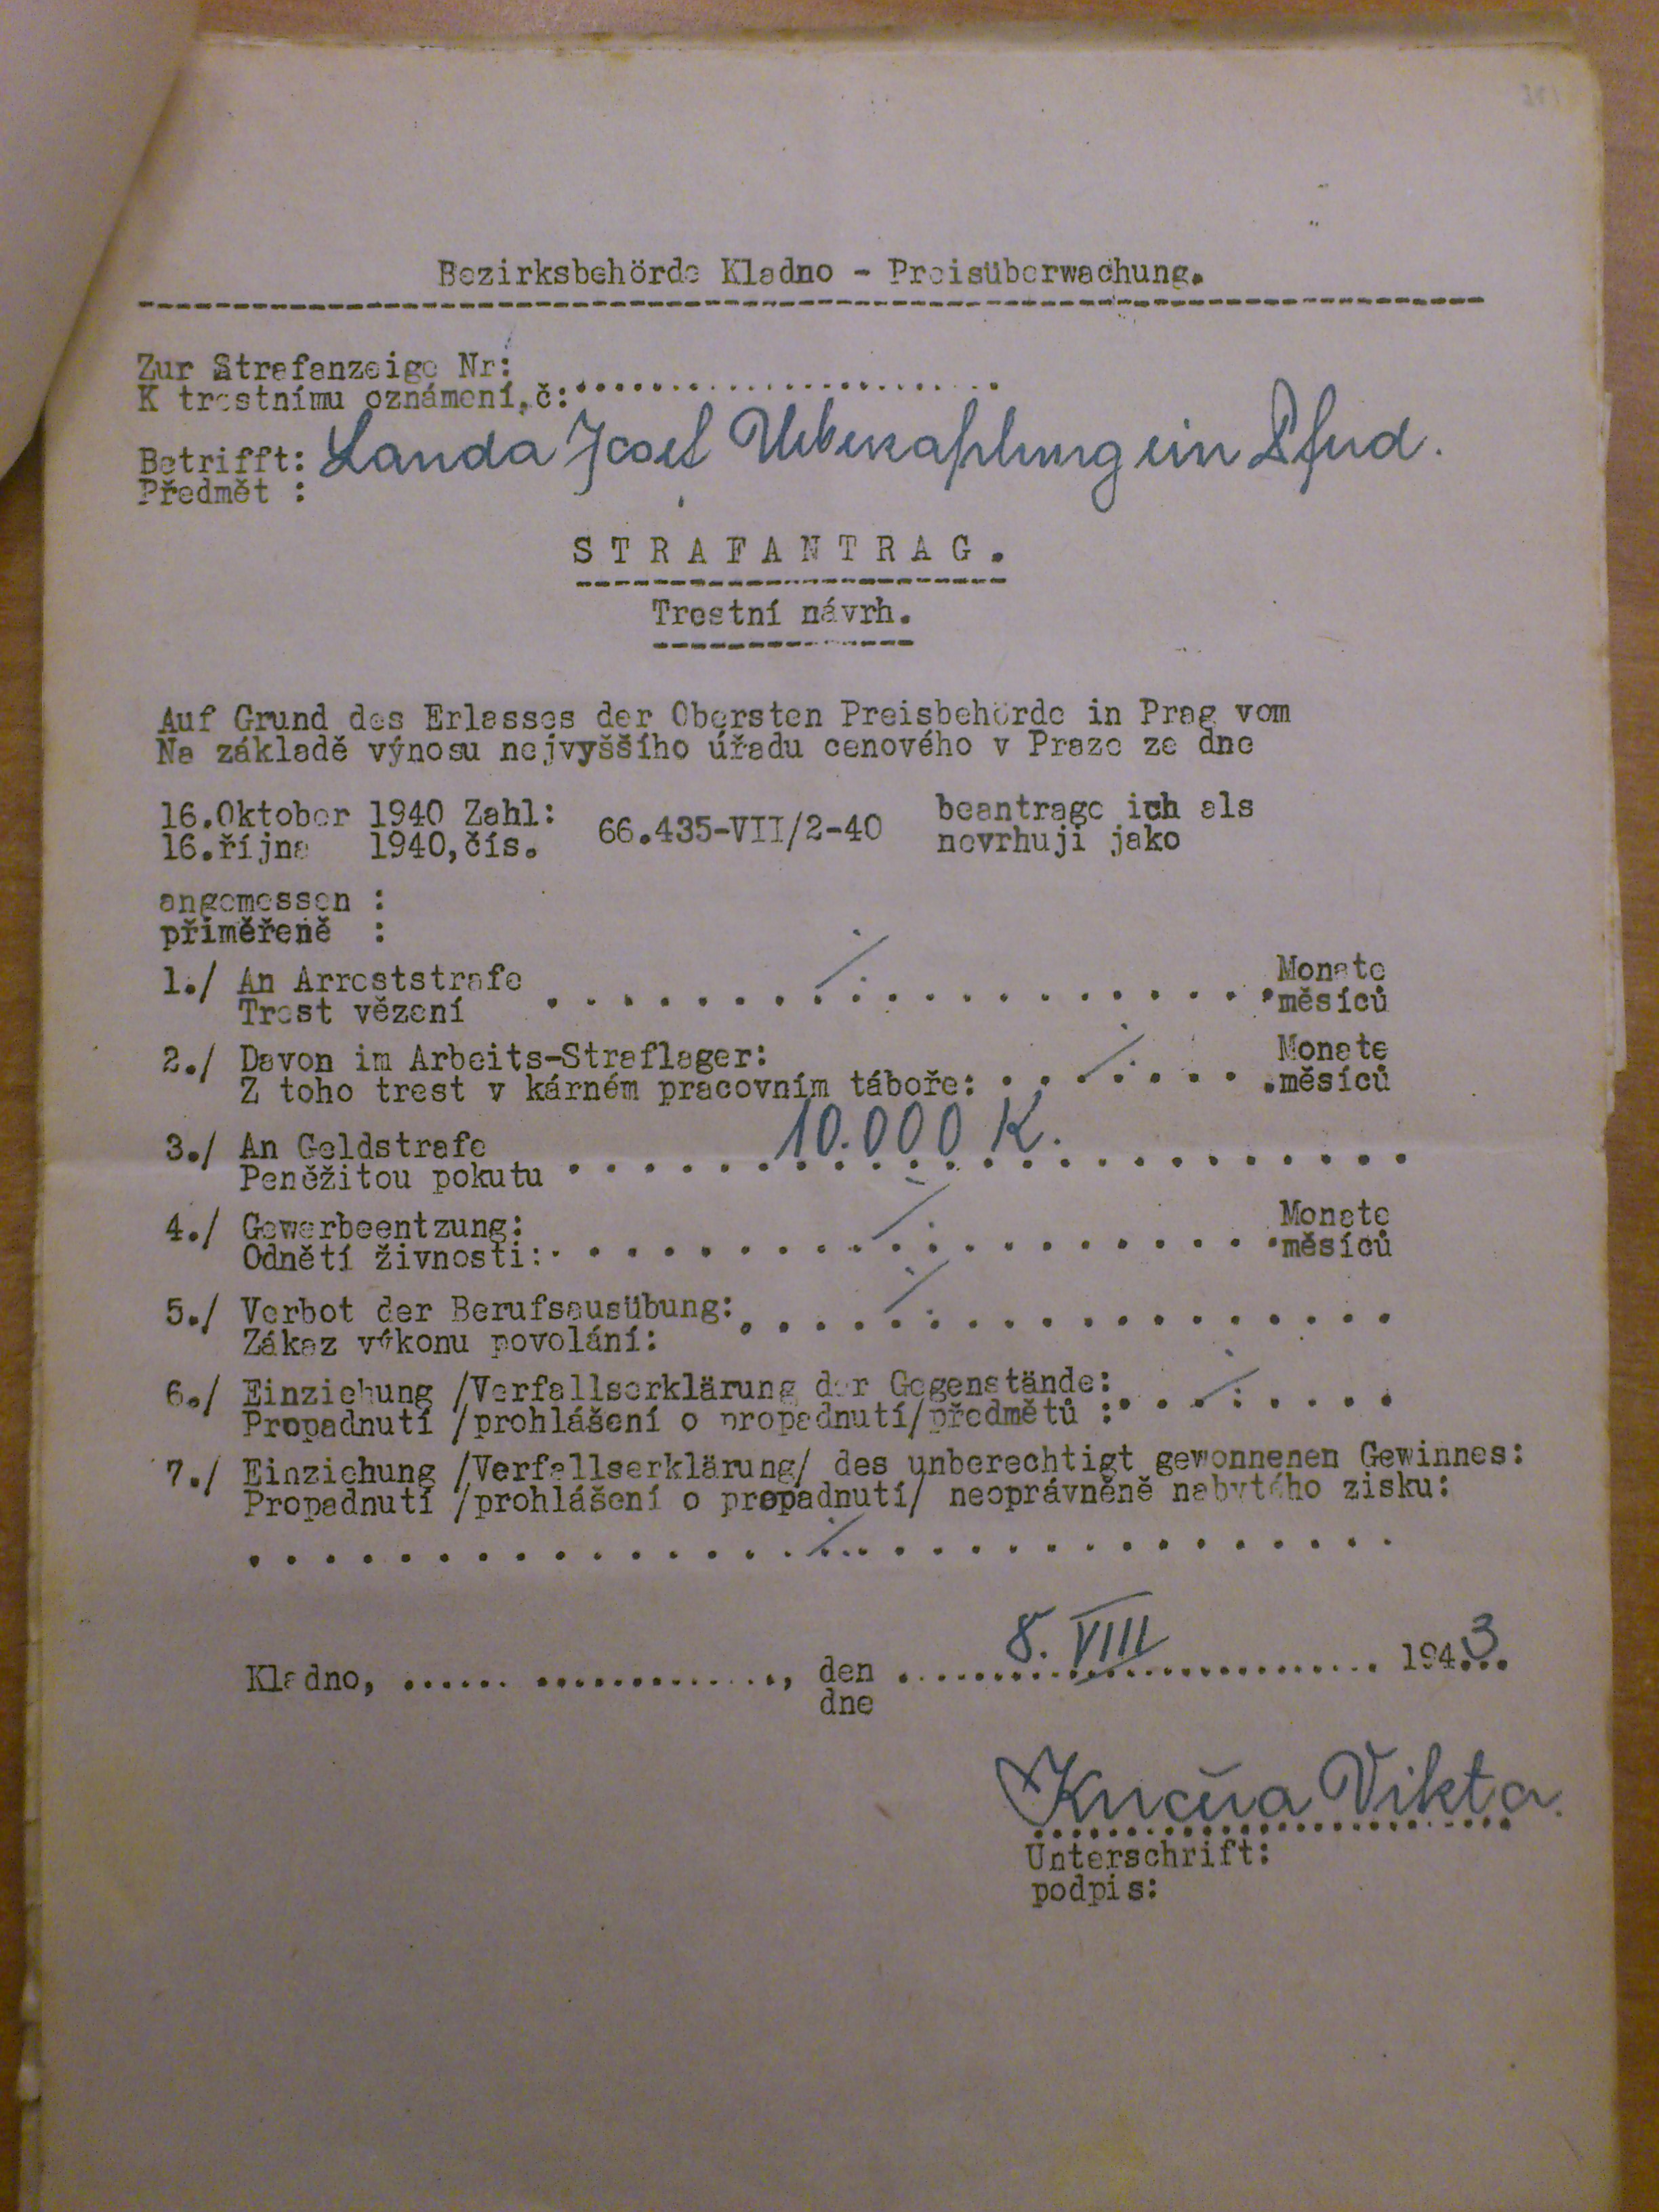 Bezirksbehörde Kladno - Preisüberwachung.
Zur Strafanzeige Nr:
K trestnímu oznámení,č:
Betrifft: Landa Josef Ueberzahlung ein Pferd.
Předmět :
STRAFANTRAG.
Trestní návrh.
Auf Grund des Erlasses der Obersten Preisbehörde in Prag vom
Na základě výnosu nejvyššího úřadu cenového v Praze ze dne
16.Oktober 1940 Zahl: 66.435-VII/2-40 beantrage ich als
16.října 1940,čís. navrhuji jako
angemessen :
přiměřeně :
1./ An Arreststrafe ./. Monate
Trest vězení měsíců
2./ Davon im Arbeits-Straflager: ./. Monate
Z toho trest v kárném pracovním táboře: měsíců
3./ An Geldstrafe 10.000 K.
Peněžitou pokutu
4./ Gewerbeentzung: ./. Monate
Odnětí živnosti: měsíců
5./ Verbot der Berufsausübung: ./.
Zákaz výkonu povolání:
6./ Einziehung /Verfallserklärung der Gegenstände: ./.
Propadnutí /prohlášení o propadnutí/předmětů :
7./ Einziehung /Verfallserklärung/ des unberechtigt gewonnenen Gewinnes:
Propadnutí /prohlášení o propadnutí/ neoprávněně nabytého zisku:
./.
Kladno, ...... ............., den 8. VIII 1943
dne
Unterschrift:
podpis: